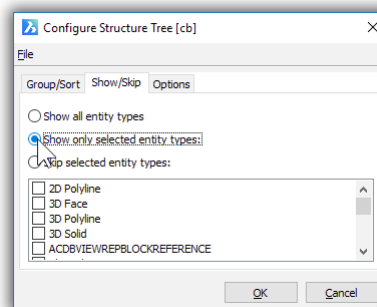 Configure Structure Tree [cb]
File
Group/Sort Show/Skip Options
Show all entity types
Show only selected entity types:
Skip selected entity types:
2D Polyline
3D Face
3D Polyline
3D Solid
ACDBVIEWREPBLOCKREFERENCE
OK Cancel